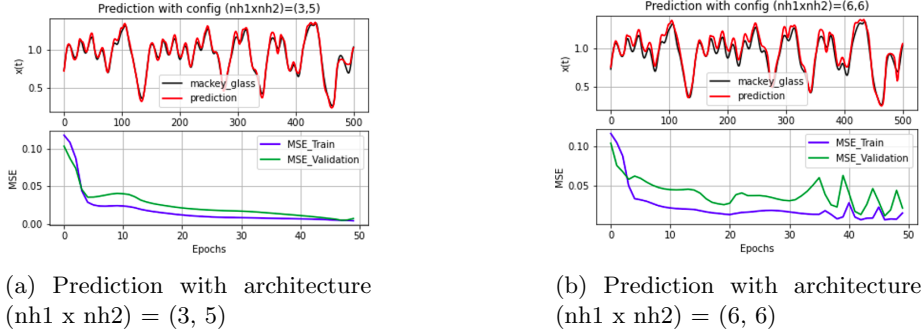 Prediction with config (nh1xnh2)=(3,5)
x(t)
1.0
0.5
mackey_glass
prediction
0 100 200 300 400 500
MSE
0.10
0.05
0.00
MSE_Train
MSE_Validation
0 10 20 30 40 50
Epochs
(a) Prediction with architecture
(nh1 x nh2) = (3, 5)
Prediction with config (nh1xnh2)=(6,6)
x(t)
1.0
0.5
mackey_glass
prediction
0 100 200 300 400 500
MSE
0.10
0.05
MSE_Train
MSE_Validation
0 10 20 30 40 50
Epochs
(b) Prediction with architecture
(nh1 x nh2) = (6, 6)